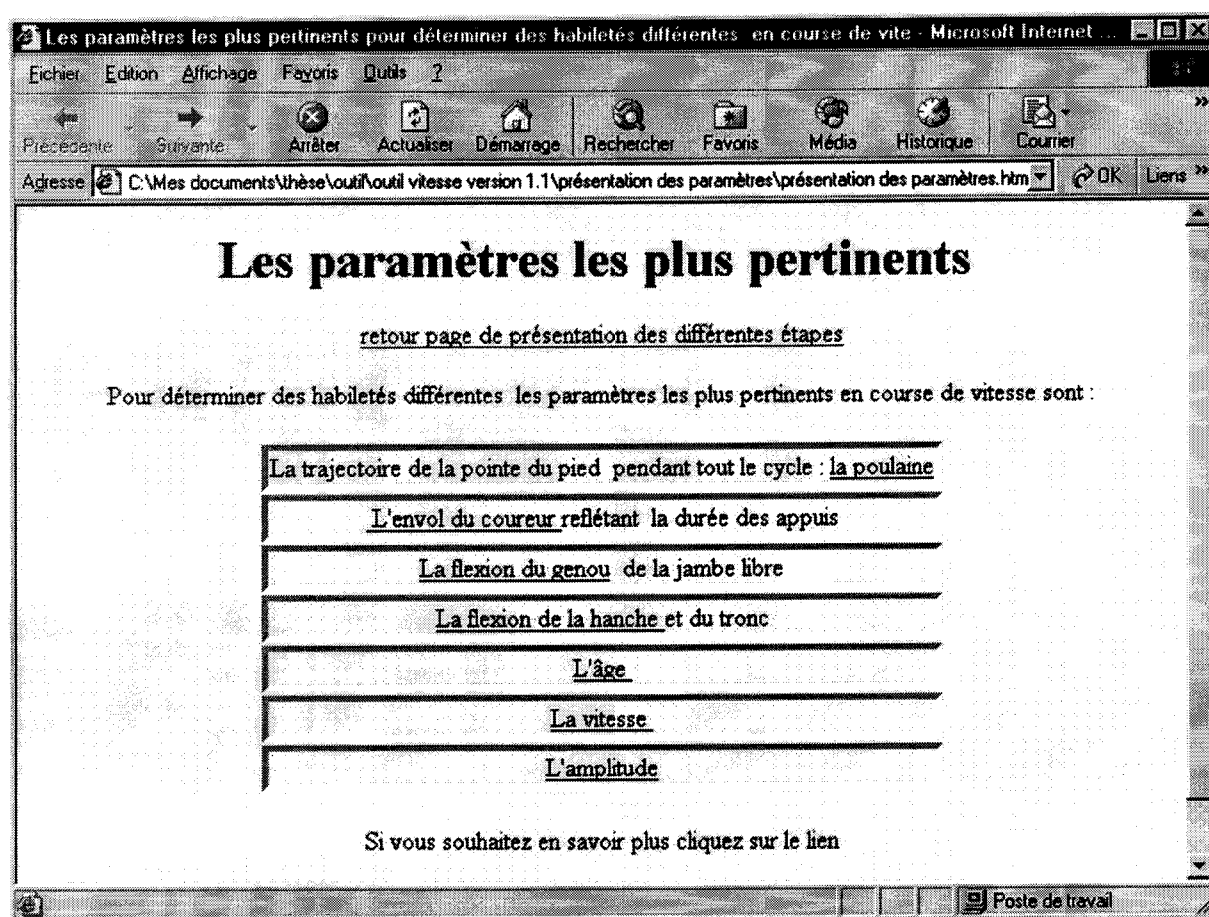 Les paramètres les plus pertinents pour déterminer des habiletés différentes en course de vite - Microsoft Internet ...
Fichier Edition Affichage Favoris Outils ?
Précédente Suivante Arrêter Actualiser Démarrage Rechercher Favoris Média Historique Courrier »
Adresse C:\Mes documents\thèse\outil\outil vitesse version 1.1\présentation des paramètres\présentation des paramètres.htm OK Liens »
Les paramètres les plus pertinents
retour page de présentation des différentes étapes
Pour déterminer des habiletés différentes les paramètres les plus pertinents en course de vitesse sont :
La trajectoire de la pointe du pied pendant tout le cycle : la poulaine
L'envol du coureur reflétant la durée des appuis
La flexion du genou de la jambe libre
La flexion de la hanche et du tronc
L'âge
La vitesse
L'amplitude
Si vous souhaitez en savoir plus cliquez sur le lien
Poste de travail